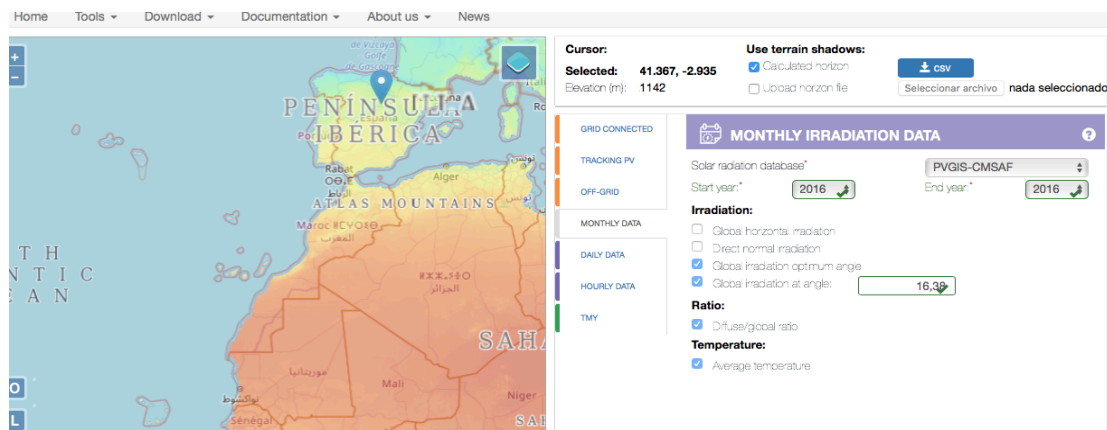 Home Tools Download Documentation About us News
de Vizcaya
Golfe
de Gascogne
PENÍNSULA
IBÉRICA
España
Rabat
Alger
تونس
ATLAS MOUNTAINS
Maroc
المغرب
الجزائر
SAHA
موريتانيا
Mali
Niger
نواكشوط
Sénégal
T H
N T I C
E A N
+
−
L
Cursor:
Selected: 41.367, -2.935
Elevation (m): 1142
Use terrain shadows:
Calculated horizon
Upload horizon file
csv
Seleccionar archivo nada seleccionado
GRID CONNECTED
TRACKING PV
OFF-GRID
MONTHLY DATA
DAILY DATA
HOURLY DATA
TMY
MONTHLY IRRADIATION DATA ?
Solar radiation database* PVGIS-CMSAF
Start year:* 2016 End year:* 2016
Irradiation:
Global horizontal irradiation
Direct normal irradiation
Global irradiation optimum angle
Global irradiation at angle: 16,38
Ratio:
Diffuse/global ratio
Temperature:
Average temperature